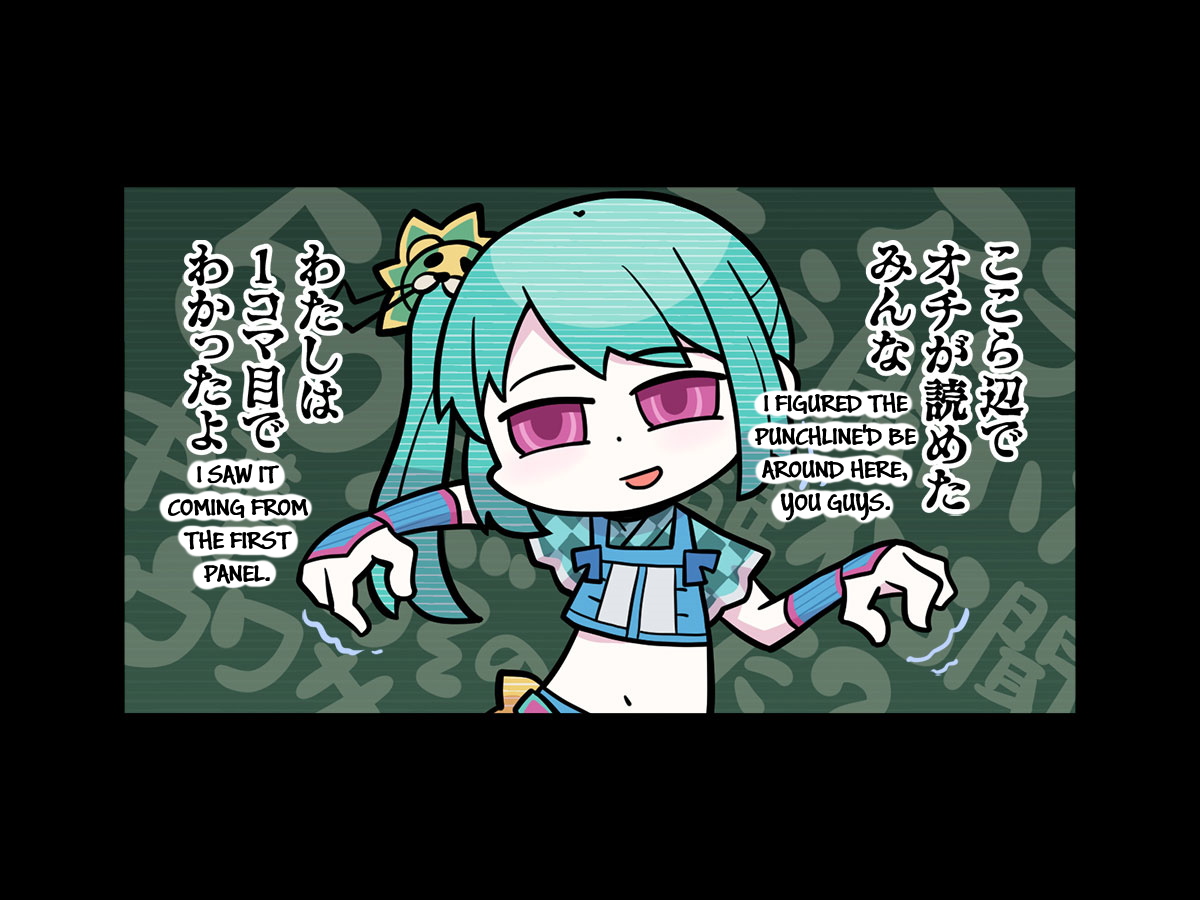 ここら辺で
オチが読めた
みんな
I FIGURED THE
PUNCHLINE'D BE
AROUND HERE,
YOU GUYS.
わたしは
1コマ目で
わかったよ
I SAW IT
COMING FROM
THE FIRST
PANEL.